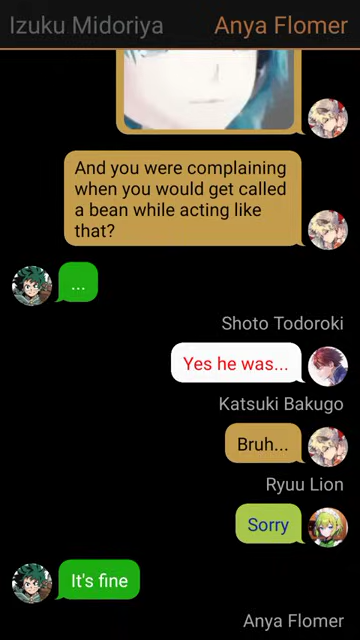 Izuku Midoriya
Anya Flomer
And you were complaining
when you would get called
a bean while acting like
that?
...
Shoto Todoroki
Yes he was...
Katsuki Bakugo
Bruh...
Ryuu Lion
Sorry
It's fine
Anya Flomer